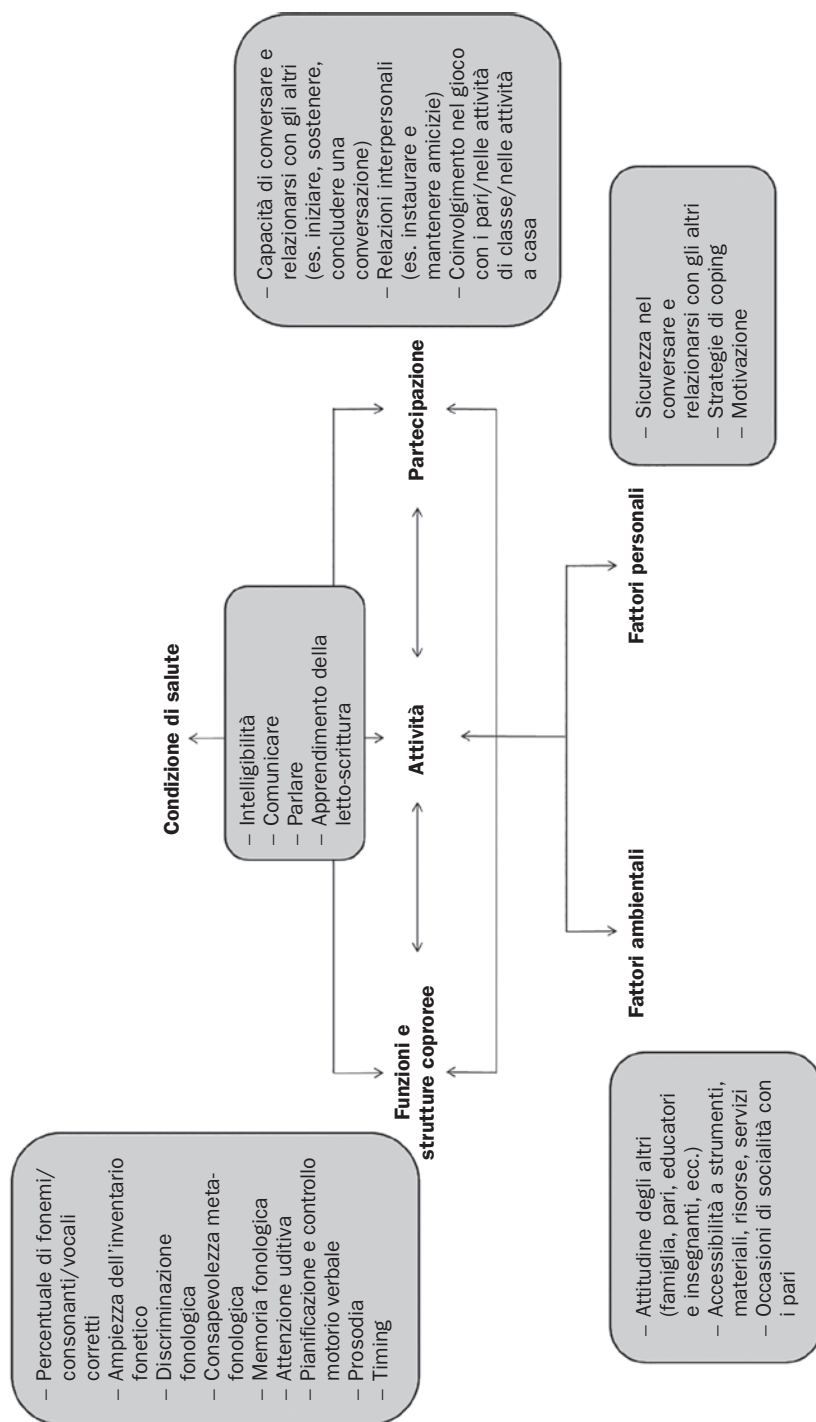 Condizione di salute
– Percentuale di fonemi/
consonanti/vocali
corretti
– Ampiezza dell'inventario
fonetico
– Discriminazione
fonologica
– Consapevolezza meta-
fonologica
– Memoria fonologica
– Attenzione uditiva
– Pianificazione e controllo
motorio verbale
– Prosodia
– Timing
– Intelligibilità
– Comunicare
– Parlare
– Apprendimento della
letto-scrittura
– Capacità di conversare e
relazionarsi con gli altri
(es. iniziare, sostenere,
concludere una
conversazione)
– Relazioni interpersonali
(es. instaurare e
mantenere amicizie)
– Coinvolgimento nel gioco
con i pari/nelle attività
di classe/nelle attività
a casa
Funzioni e
strutture coproree
Attività
Partecipazione
Fattori ambientali
Fattori personali
– Attitudine degli altri
(famiglia, pari, educatori
e insegnanti, ecc.)
– Accessibilità a strumenti,
materiali, risorse, servizi
– Occasioni di socialità con
i pari
– Sicurezza nel
conversare e
relazionarsi con gli altri
– Strategie di coping
– Motivazione